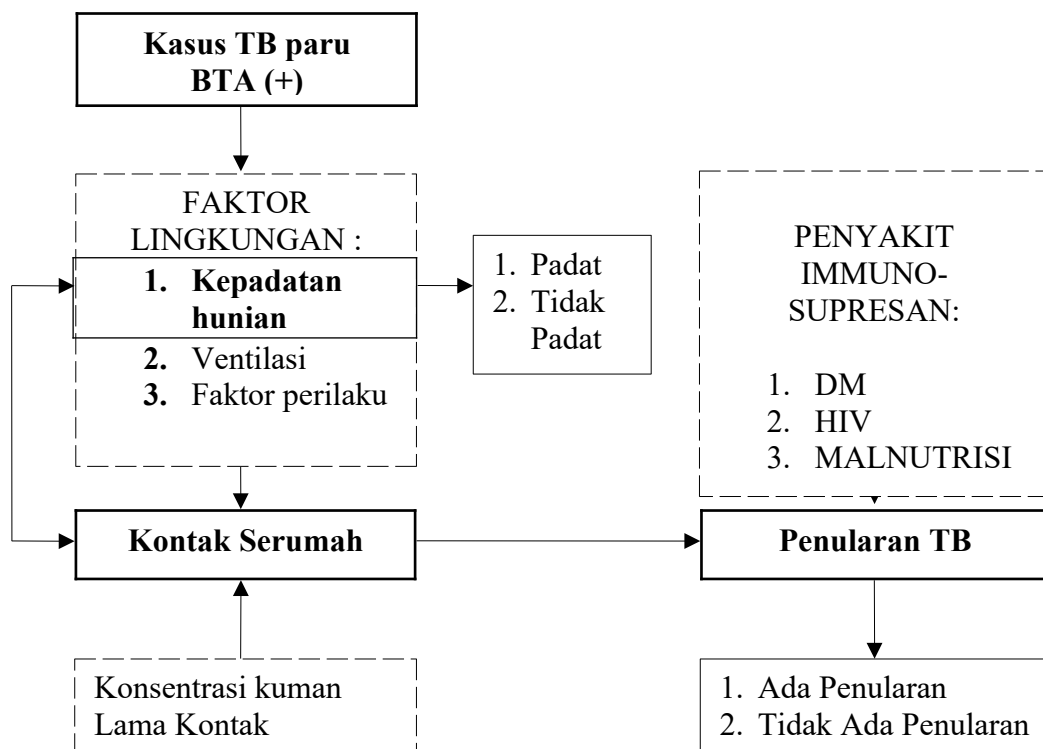 Kasus TB paru
BTA (+)
FAKTOR
LINGKUNGAN :
1. Kepadatan
hunian
2. Ventilasi
3. Faktor perilaku
1. Padat
2. Tidak
Padat
PENYAKIT
IMMUNO-
SUPRESAN:
1. DM
2. HIV
3. MALNUTRISI
Kontak Serumah
Penularan TB
Konsentrasi kuman
Lama Kontak
1. Ada Penularan
2. Tidak Ada Penularan